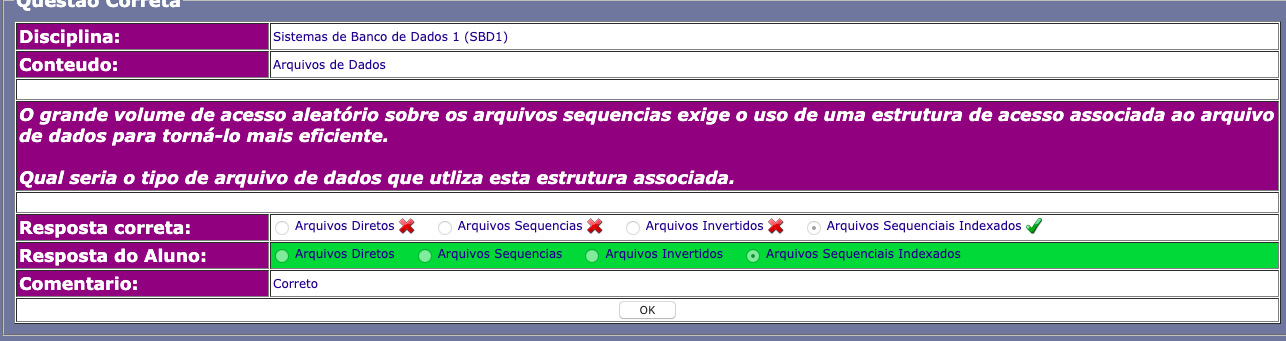 Questão Correta
Disciplina: Sistemas de Banco de Dados 1 (SBD1)
Conteudo: Arquivos de Dados
O grande volume de acesso aleatório sobre os arquivos sequencias exige o uso de uma estrutura de acesso associada ao arquivo
de dados para torná-lo mais eficiente.
Qual seria o tipo de arquivo de dados que utliza esta estrutura associada.
Resposta correta: Arquivos Diretos Arquivos Sequencias Arquivos Invertidos Arquivos Sequenciais Indexados
Resposta do Aluno: Arquivos Diretos Arquivos Sequencias Arquivos Invertidos Arquivos Sequenciais Indexados
Comentario: Correto
OK